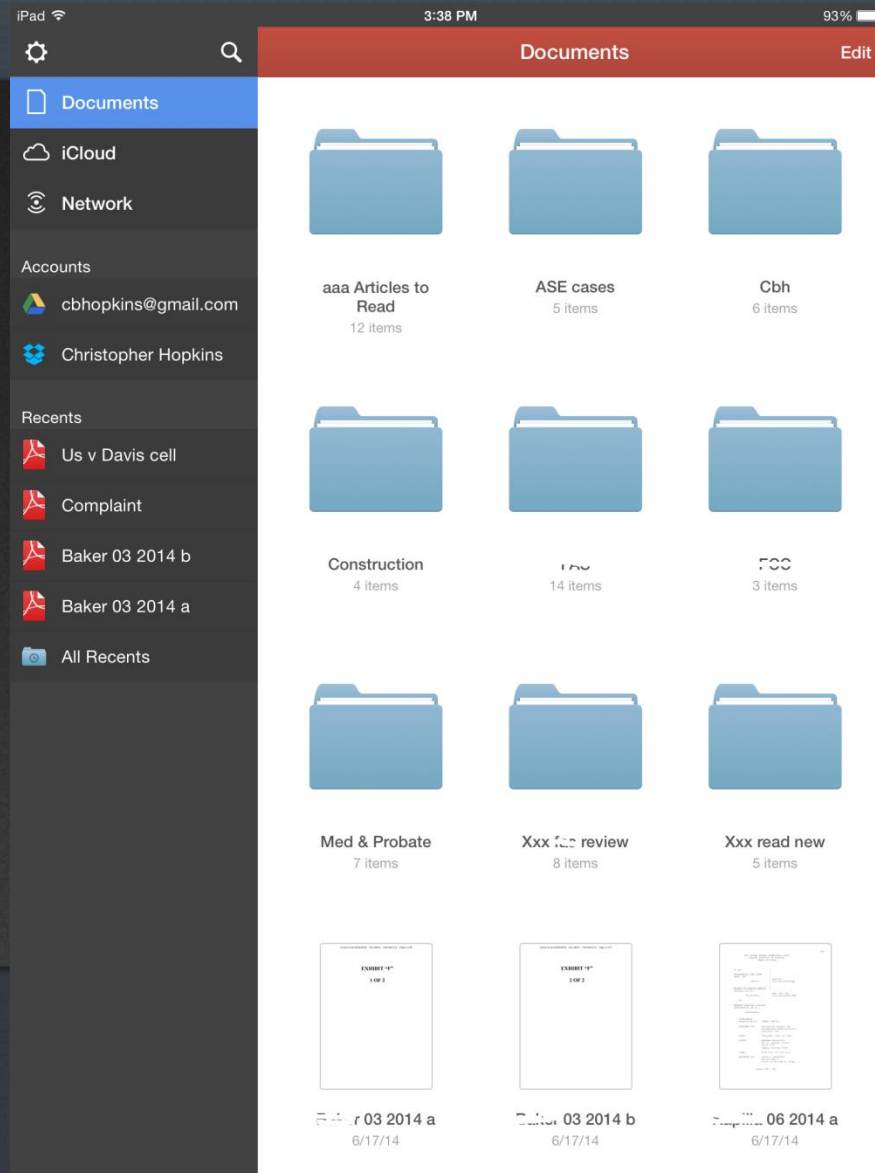 iPad 3:38 PM 93%
Documents Edit
Documents
iCloud
Network
Accounts
cbhopkins@gmail.com
Christopher Hopkins
Recents
Us v Davis cell
Complaint
Baker 03 2014 b
Baker 03 2014 a
All Recents
aaa Articles to
Read
12 items
ASE cases
5 items
Cbh
6 items
Construction
4 items
14 items
3 items
Med & Probate
7 items
Xxx review
8 items
Xxx read new
5 items
EXHIBIT "F"
1 OF 2
03 2014 a
6/17/14
EXHIBIT "F"
2 OF 2
03 2014 b
6/17/14
06 2014 a
6/17/14